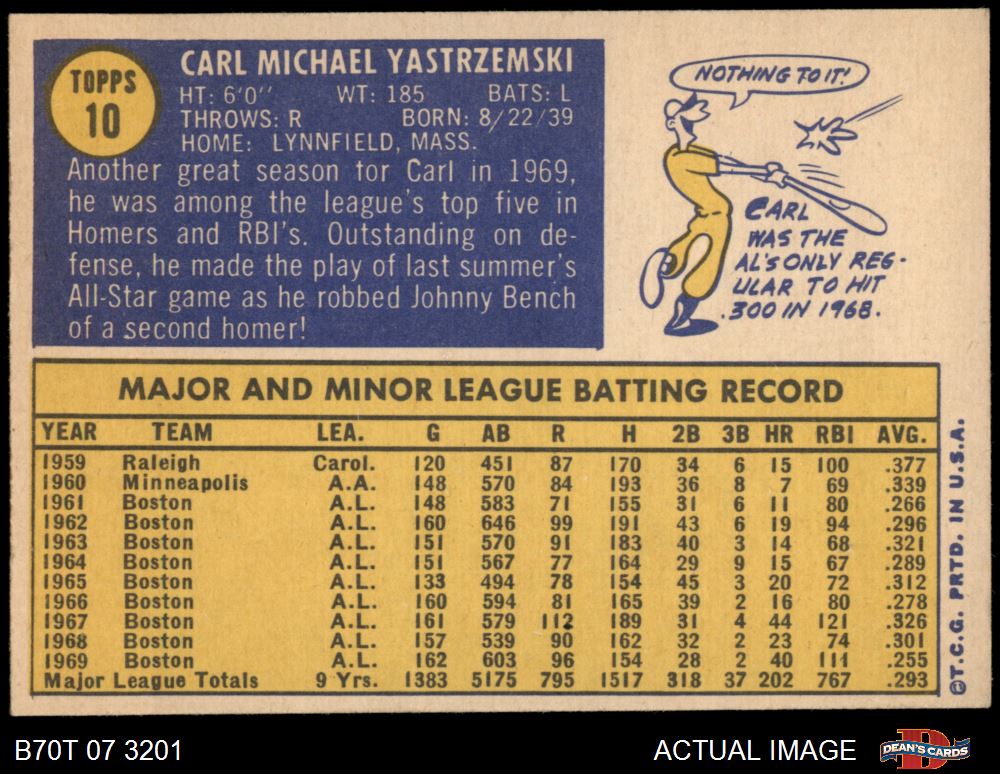 TOPPS
10
CARL MICHAEL YASTRZEMSKI
HT: 6'0" WT: 185 BATS: L
THROWS: R BORN: 8/22/39
HOME: LYNNFIELD, MASS.
Another great season for Carl in 1969,
he was among the league's top five in
Homers and RBI's. Outstanding on de-
fense, he made the play of last summer's
All-Star game as he robbed Johnny Bench
of a second homer!
NOTHING TO IT!
CARL
WAS THE
AL'S ONLY REG-
ULAR TO HIT
.300 IN 1968.
MAJOR AND MINOR LEAGUE BATTING RECORD
YEAR TEAM LEA. G AB R H 2B 3B HR RBI AVG.
1959 Raleigh Carol. 120 451 87 170 34 6 15 100 .377
1960 Minneapolis A.A. 148 570 84 193 36 8 7 69 .339
1961 Boston A.L. 148 583 71 155 31 6 11 80 .266
1962 Boston A.L. 160 646 99 191 43 6 19 94 .296
1963 Boston A.L. 151 570 91 183 40 3 14 68 .321
1964 Boston A.L. 151 567 77 164 29 9 15 67 .289
1965 Boston A.L. 133 494 78 154 45 3 20 72 .312
1966 Boston A.L. 160 594 81 165 39 2 16 80 .278
1967 Boston A.L. 161 579 112 189 31 4 44 121 .326
1968 Boston A.L. 157 539 90 162 32 2 23 74 .301
1969 Boston A.L. 162 603 96 154 28 2 40 111 .255
Major League Totals 9 Yrs. 1383 5175 795 1517 318 37 202 767 .293
©T.C.G. PRTD. IN U.S.A.
B70T 07 3201
ACTUAL IMAGE
DEAN'S CARDS